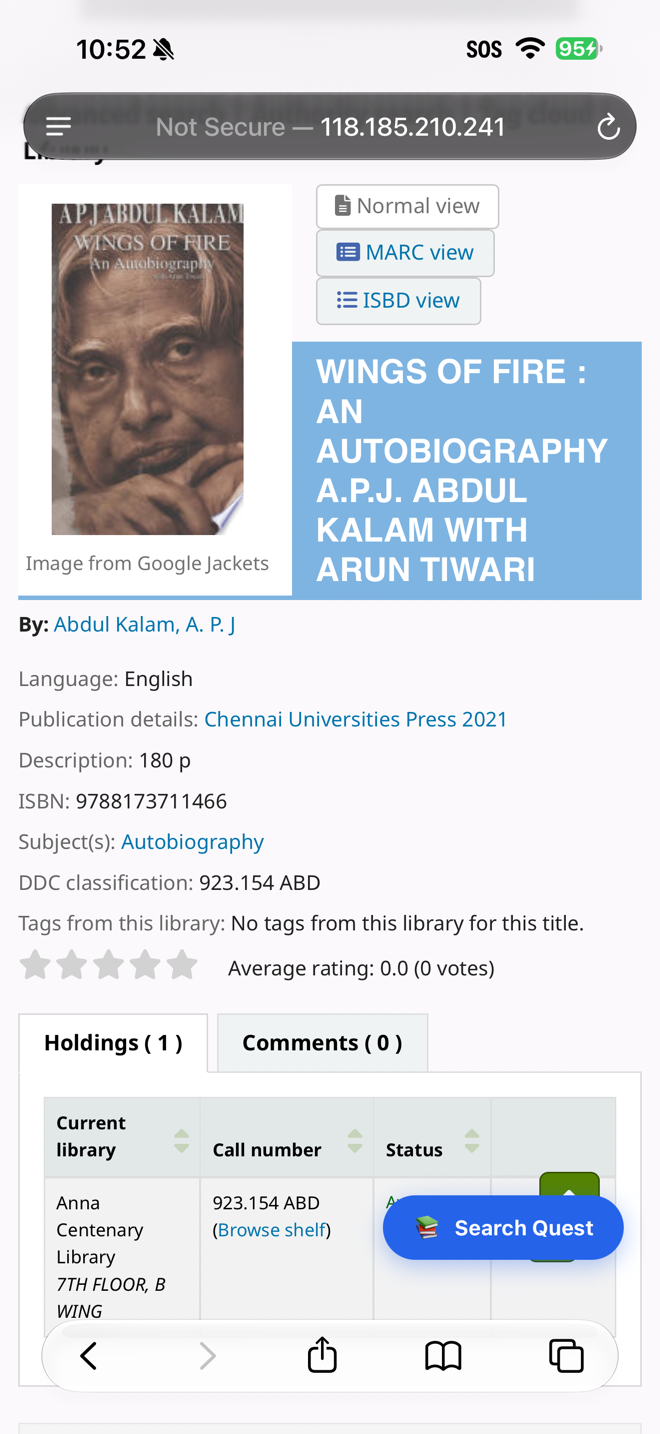 10:52
SOS
95
Not Secure — 118.185.210.241
Library
A P J ABDUL KALAM
WINGS OF FIRE
An Autobiography
Image from Google Jackets
Normal view
MARC view
ISBD view
WINGS OF FIRE :
AN
AUTOBIOGRAPHY
A.P.J. ABDUL
KALAM WITH
ARUN TIWARI
By: Abdul Kalam, A. P. J
Language: English
Publication details: Chennai Universities Press 2021
Description: 180 p
ISBN: 9788173711466
Subject(s): Autobiography
DDC classification: 923.154 ABD
Tags from this library: No tags from this library for this title.
Average rating: 0.0 (0 votes)
Holdings ( 1 )
Comments ( 0 )
Current
library
Call number
Status
Anna
Centenary
Library
7TH FLOOR, B
WING
923.154 ABD
(Browse shelf)
Search Quest